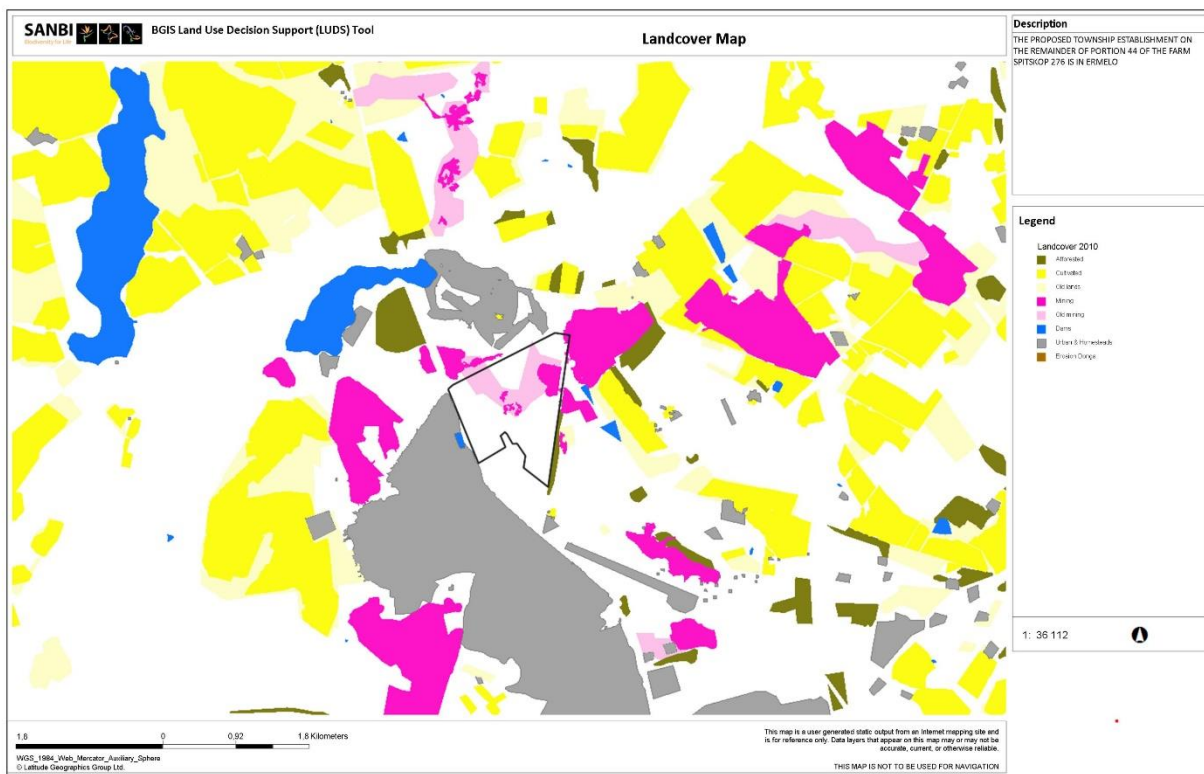 SANBI
Biodiversity for Life
BGIS Land Use Decision Support (LUDS) Tool
Landcover Map
Description
THE PROPOSED TOWNSHIP ESTABLISHMENT ON
THE REMAINDER OF PORTION 44 OF THE FARM
SPITSKOP 276 IS IN ERMELO
Legend
Landcover 2010
Afforested
Cultivated
Old lands
Mining
Old mining
Dams
Urban & Homesteads
Erosion Donga
1: 36 112
1,8 0 0,92 1,8 Kilometers
WGS_1984_Web_Mercator_Auxiliary_Sphere
© Latitude Geographics Group Ltd.
This map is a user generated static output from an Internet mapping site and
is for reference only. Data layers that appear on this map may or may not be
accurate, current, or otherwise reliable.
THIS MAP IS NOT TO BE USED FOR NAVIGATION